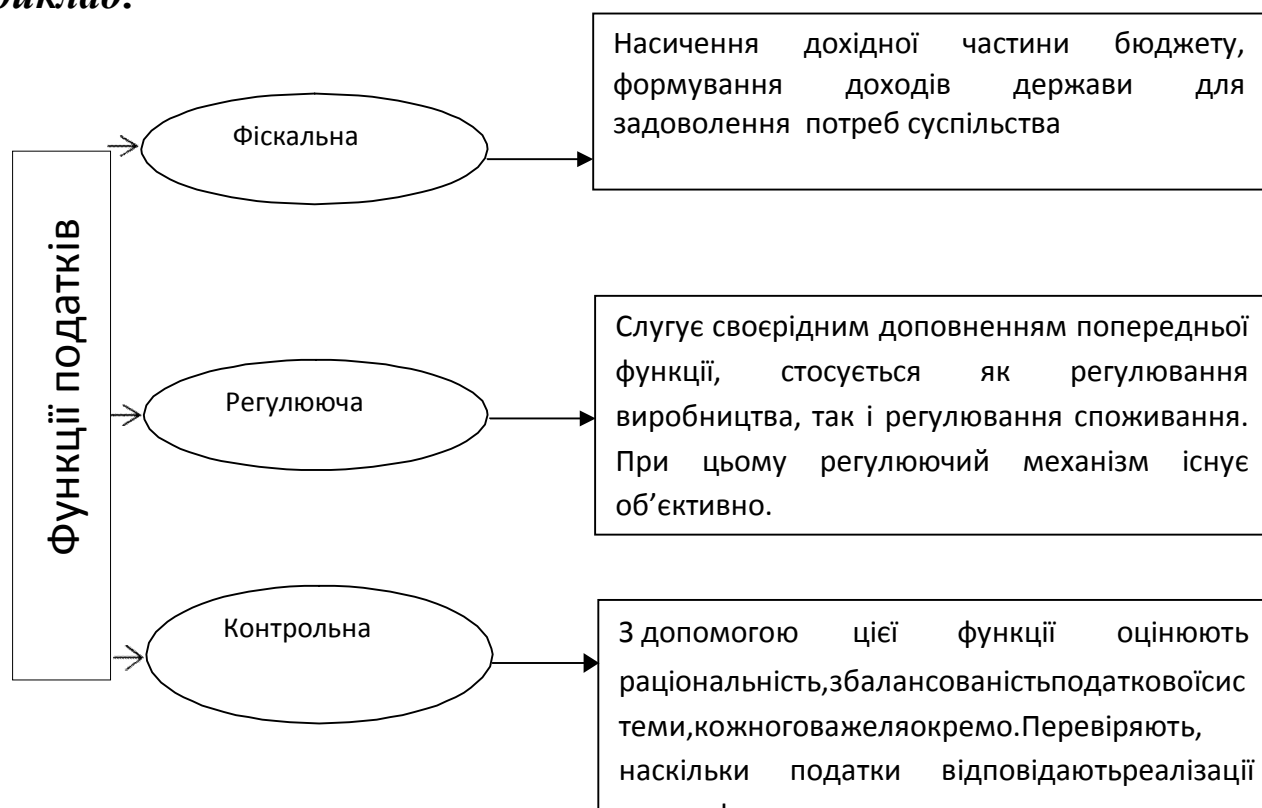 Функції податків
Фіскальна
Насичення дохідної частини бюджету,
формування доходів держави для
задоволення потреб суспільства
Регулююча
Слугує своєрідним доповненням попередньої
функції, стосується як регулювання
виробництва, так і регулювання споживання.
При цьому регулюючий механізм існує
об’єктивно.
Контрольна
З допомогою цієї функції оцінюють
раціональність,збалансованістьподатковоїсис
теми,кожноговажеляокремо.Перевіряють,
наскільки податки відповідаютьреалізації